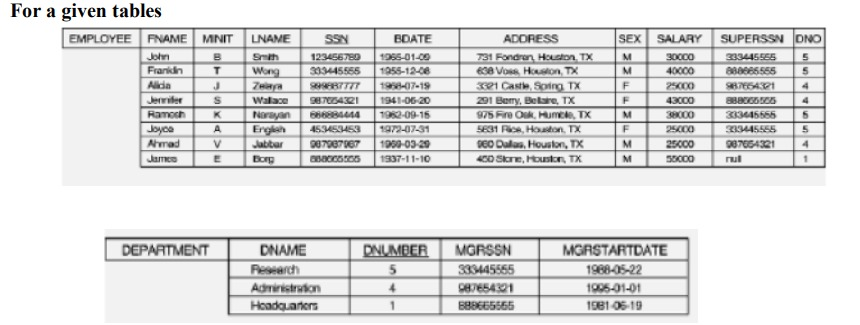 For a given tables
EMPLOYEE FNAME MINIT LNAME SSN BDATE ADDRESS SEX SALARY SUPERSSN DNO
John B Smith 123456789 1965-01-09 731 Fondren, Houston, TX M 30000 333445555 5
Franklin T Wong 333445555 1955-12-08 638 Voss, Houston, TX M 40000 888665555 5
Alicia J Zelaya 999887777 1968-07-19 3321 Castle, Spring, TX F 25000 987654321 4
Jennifer S Wallace 987654321 1941-06-20 291 Berry, Bellaire, TX F 43000 888665555 4
Ramesh K Narayan 666884444 1962-09-15 975 Fire Oak, Humble, TX M 38000 333445555 5
Joyce A English 453453453 1972-07-31 5631 Rice, Houston, TX F 25000 333445555 5
Ahmad V Jabbar 987987987 1969-03-29 980 Dallas, Houston, TX M 25000 987654321 4
James E Borg 888665555 1937-11-10 450 Stone, Houston, TX M 55000 null 1
DEPARTMENT DNAME DNUMBER MGRSSN MGRSTARTDATE
Research 5 333445555 1988-05-22
Administration 4 987654321 1995-01-01
Headquarters 1 888665555 1981-06-19